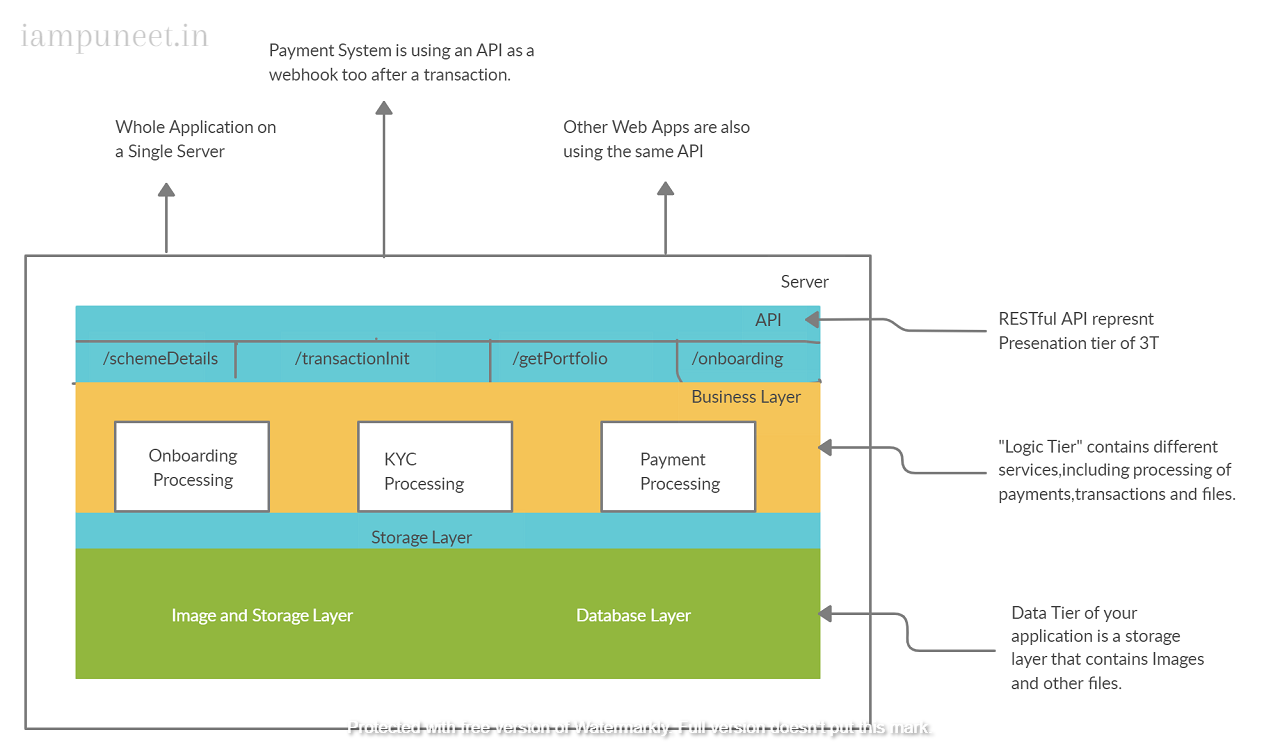 iampuneet.in
Payment System is using an API as a
webhook too after a transaction.
Whole Application on
a Single Server
Other Web Apps are also
using the same API
Server
API
RESTful API represnt
Presenation tier of 3T
/schemeDetails
/transactionInit
/getPortfolio
/onboarding
Business Layer
Onboarding
Processing
KYC
Processing
Payment
Processing
"Logic Tier" contains different
services,including processing of
payments,transactions and files.
Storage Layer
Image and Storage Layer
Database Layer
Data Tier of your
application is a storage
layer that contains Images
and other files.
Protected with free version of Watermarkly. Full version doesn't put this mark.